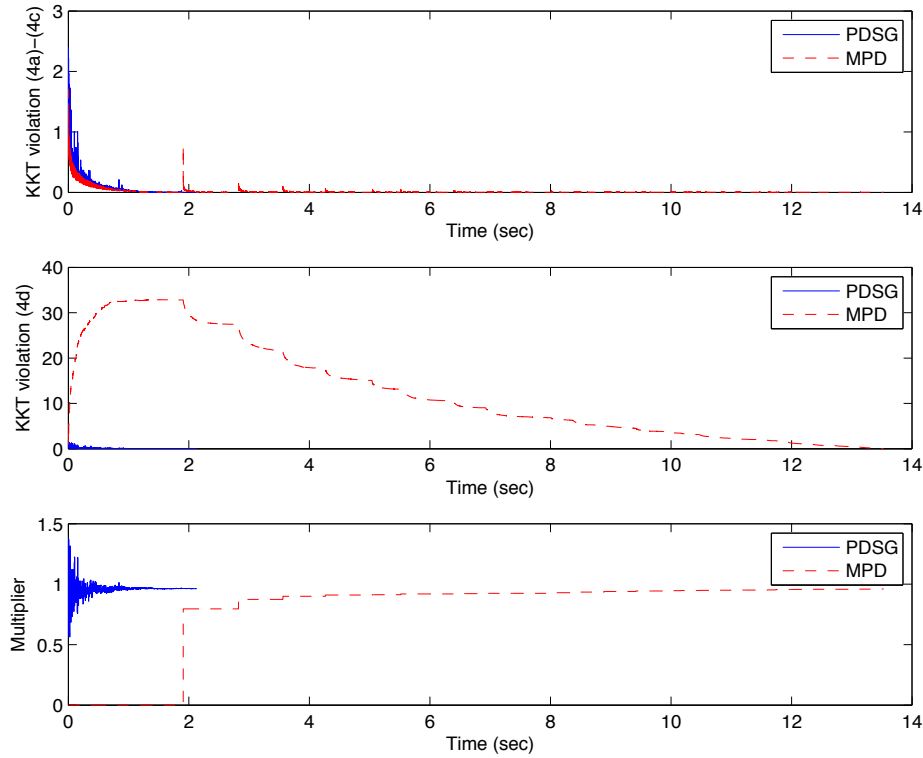 KKT violation (4a)−(4c)
3
2
1
0
0 2 4 6 8 10 12 14
Time (sec)
PDSG
MPD
KKT violation (4d)
40
30
20
10
0
0 2 4 6 8 10 12 14
Time (sec)
PDSG
MPD
Multiplier
1.5
1
0.5
0
0 2 4 6 8 10 12 14
Time (sec)
PDSG
MPD